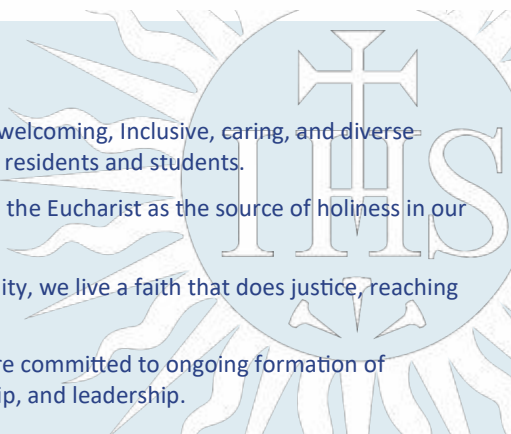 welcoming, Inclusive, caring, and diverse
residents and students.
the Eucharist as the source of holiness in our
ity, we live a faith that does justice, reaching
re committed to ongoing formation of
ip, and leadership.
IHS